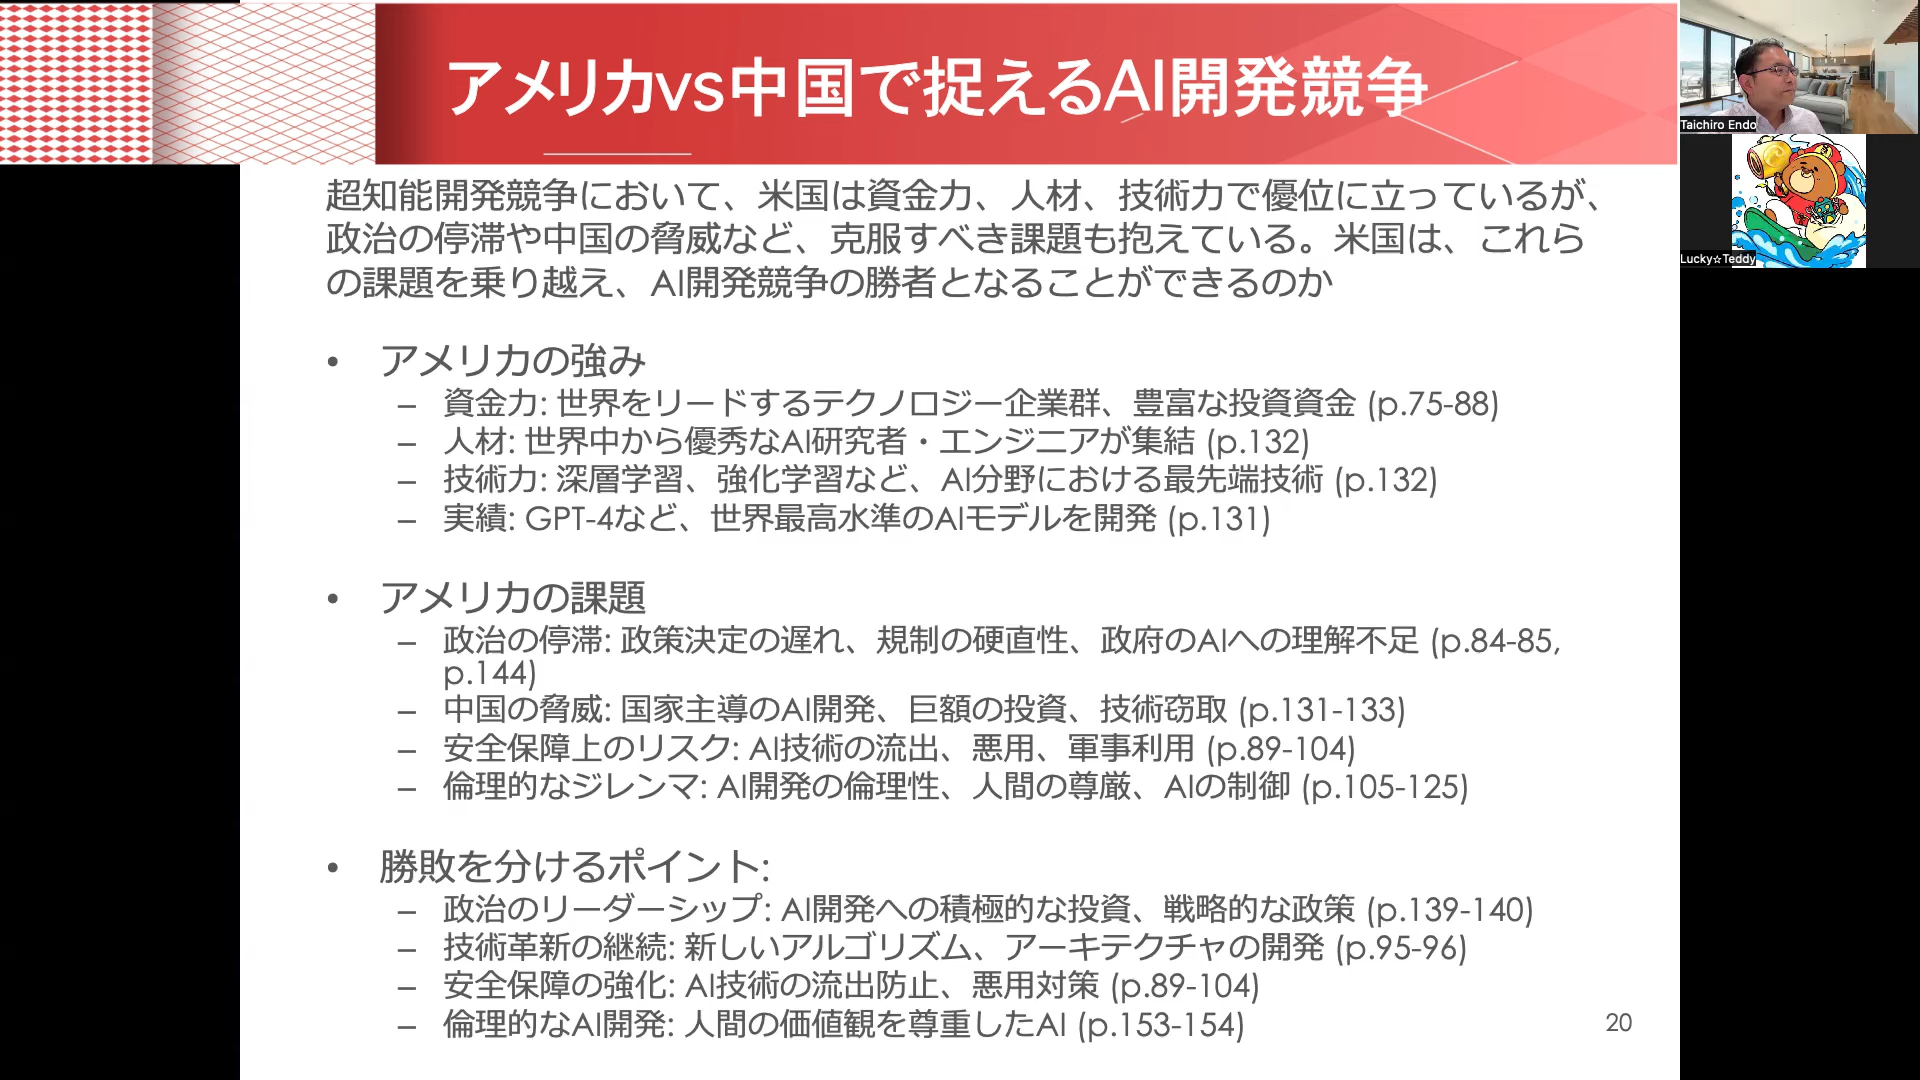 アメリカvs中国で捉えるAI開発競争
Taichiro Endo
Lucky☆Teddy
超知能開発競争において、米国は資金力、人材、技術力で優位に立っているが、
政治の停滞や中国の脅威など、克服すべき課題も抱えている。米国は、これら
の課題を乗り越え、AI開発競争の勝者となることができるのか
• アメリカの強み
– 資金力: 世界をリードするテクノロジー企業群、豊富な投資資金 (p.75-88)
– 人材: 世界中から優秀なAI研究者・エンジニアが集結 (p.132)
– 技術力: 深層学習、強化学習など、AI分野における最先端技術 (p.132)
– 実績: GPT-4など、世界最高水準のAIモデルを開発 (p.131)
• アメリカの課題
– 政治の停滞: 政策決定の遅れ、規制の硬直性、政府のAIへの理解不足 (p.84-85,
p.144)
– 中国の脅威: 国家主導のAI開発、巨額の投資、技術窃取 (p.131-133)
– 安全保障上のリスク: AI技術の流出、悪用、軍事利用 (p.89-104)
– 倫理的なジレンマ: AI開発の倫理性、人間の尊厳、AIの制御 (p.105-125)
• 勝敗を分けるポイント:
– 政治のリーダーシップ: AI開発への積極的な投資、戦略的な政策 (p.139-140)
– 技術革新の継続: 新しいアルゴリズム、アーキテクチャの開発 (p.95-96)
– 安全保障の強化: AI技術の流出防止、悪用対策 (p.89-104)
– 倫理的なAI開発: 人間の価値観を尊重したAI (p.153-154)
20